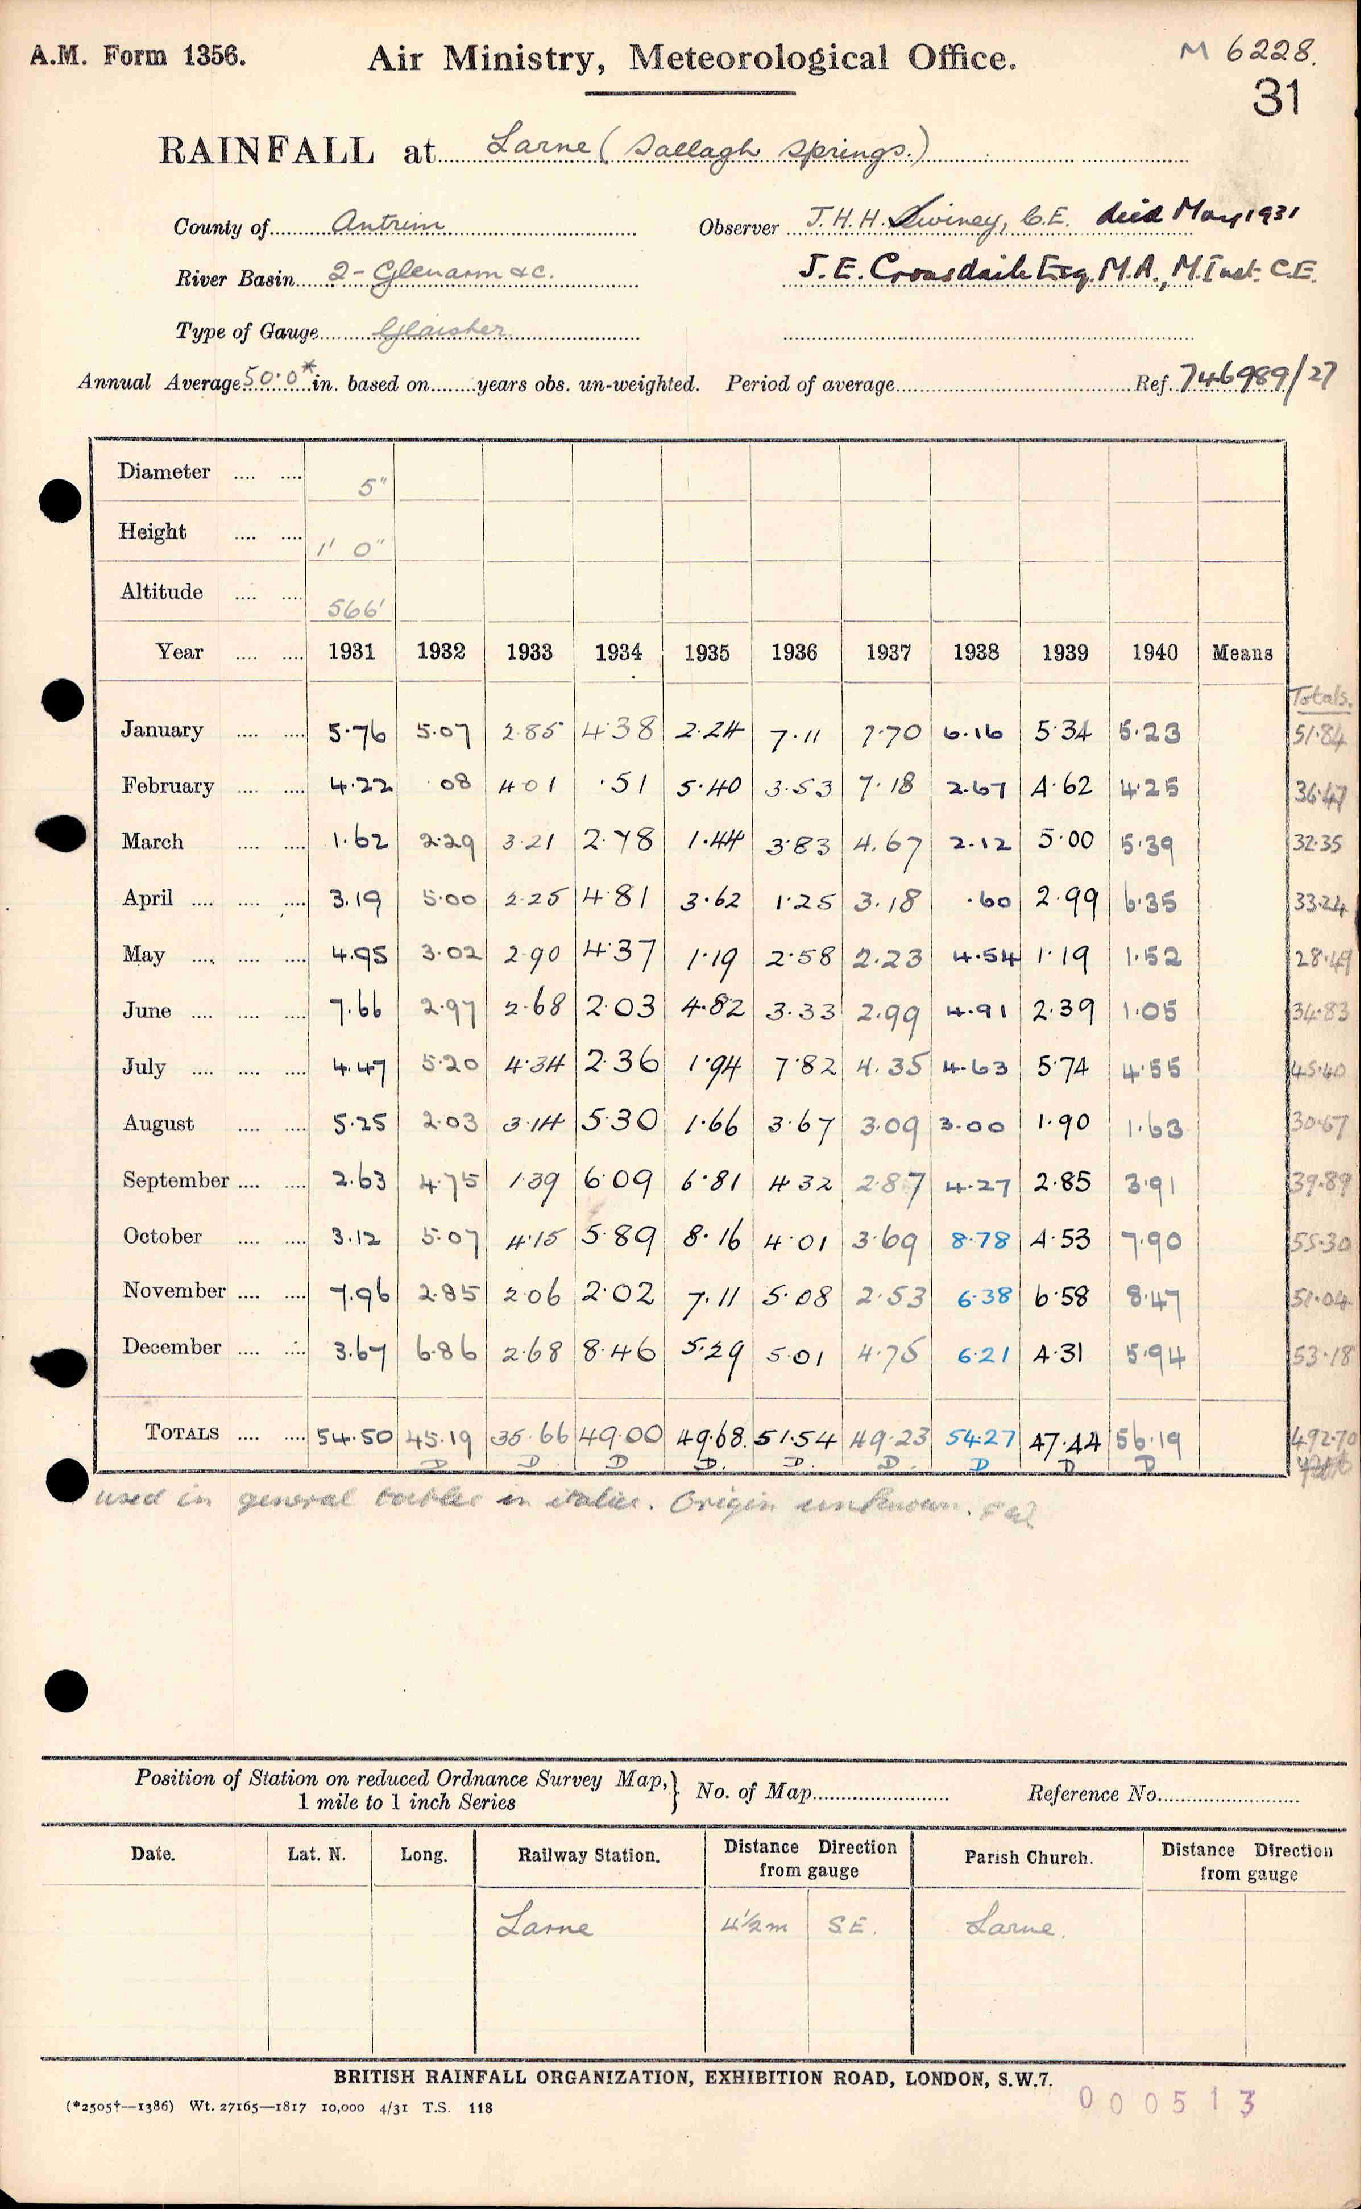 A.M. Form 1356. Air Ministry, Meteorological Office. M 6228.
31
RAINFALL at Larne (Sallagh Springs.)
County of Antrim Observer J.H.H. Swiney, C.E. died May 1931
River Basin 2 - Glenarm &c. J. E. Croasdaile Esq. M.A., M.Inst. C.E.
Type of Gauge Glaisher
Annual Average 50.0* in. based on years obs. un-weighted. Period of average Ref. 746989/27
Diameter 5"
Height 1' 0"
Altitude 566'
Year 1931 1932 1933 1934 1935 1936 1937 1938 1939 1940 Means
Totals.
January 5.76 5.07 2.85 4.38 2.24 7.11 7.70 6.16 5.34 5.23 51.84
February 4.22 .08 4.01 .51 5.40 3.53 7.18 2.67 4.62 4.25 36.47
March 1.62 2.29 3.21 2.78 1.44 3.83 4.67 2.12 5.00 5.39 32.35
April 3.19 5.00 2.25 4.81 3.62 1.25 3.18 .60 2.99 6.35 33.24
May 4.95 3.02 2.90 4.37 1.19 2.58 2.23 4.54 1.19 1.52 28.49
June 7.66 2.97 2.68 2.03 4.82 3.33 2.99 4.91 2.39 1.05 34.83
July 4.47 5.20 4.34 2.36 1.94 7.82 4.35 4.63 5.74 4.55 45.40
August 5.25 2.03 3.14 5.30 1.66 3.67 3.09 3.00 1.90 1.63 30.67
September 2.63 4.75 1.39 6.09 6.81 4.32 2.87 4.27 2.85 3.91 39.89
October 3.12 5.07 4.15 5.89 8.16 4.01 3.69 8.78 4.53 7.90 55.30
November 7.96 2.85 2.06 2.02 7.11 5.08 2.53 6.38 6.58 8.47 51.04
December 3.67 6.86 2.68 8.46 5.29 5.01 4.75 6.21 4.31 5.94 53.18
TOTALS 54.50 45.19 35.66 49.00 49.68. 51.54 49.23 54.27 47.44 56.19 492.70
D D D D. D. D. D D D
used in general tables in italics. Origin unknown.
Position of Station on reduced Ordnance Survey Map, 1 mile to 1 inch Series } No. of Map Reference No.
Date. Lat. N. Long. Railway Station. Distance Direction from gauge Parish Church. Distance Direction from gauge
Larne 4½m S.E. Larne.
BRITISH RAINFALL ORGANIZATION, EXHIBITION ROAD, LONDON, S.W.7.
(*2505†—1386) Wt. 27165—1817 10,000 4/31 T.S. 118
000513